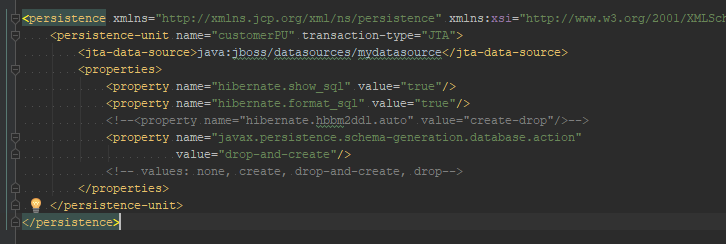 <persistence xmlns="http://xmlns.jcp.org/xml/ns/persistence" xmlns:xsi="http://www.w3.org/2001/XMLSch
<persistence-unit name="customerPU" transaction-type="JTA">
<jta-data-source>java:jboss/datasources/mydatasource</jta-data-source>
<properties>
<property name="hibernate.show_sql" value="true"/>
<property name="hibernate.format_sql" value="true"/>
<!--<property name="hibernate.hbbm2ddl.auto" value="create-drop"/>-->
<property name="javax.persistence.schema-generation.database.action"
value="drop-and-create"/>
<!-- values: none, create, drop-and-create, drop-->
</properties>
</persistence-unit>
</persistence>